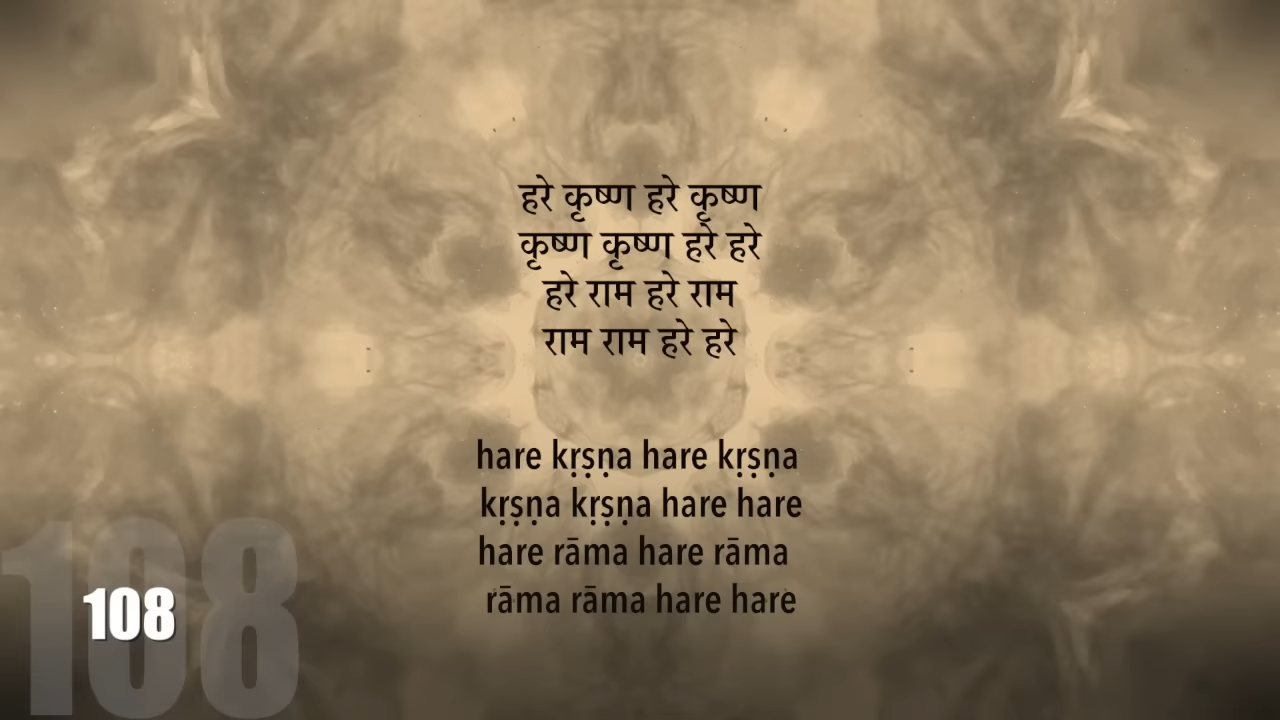 हरे कृष्ण हरे कृष्ण
कृष्ण कृष्ण हरे हरे
हरे राम हरे राम
राम राम हरे हरे
hare kṛṣṇa hare kṛṣṇa
kṛṣṇa kṛṣṇa hare hare
hare rāma hare rāma
rāma rāma hare hare
108
108